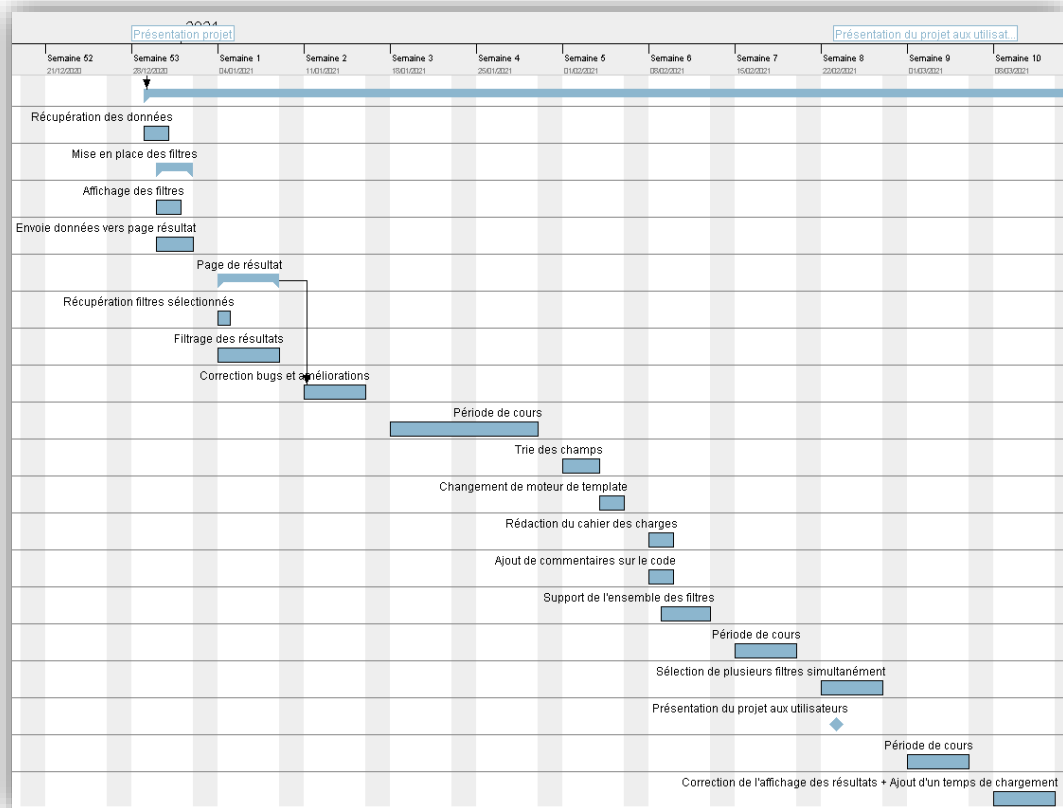 2021
Présentation projet
Présentation du projet aux utilisat...
Semaine 52
Semaine 53
Semaine 1
Semaine 2
Semaine 3
Semaine 4
Semaine 5
Semaine 6
Semaine 7
Semaine 8
Semaine 9
Semaine 10
21/12/2020
28/12/2020
04/01/2021
11/01/2021
18/01/2021
25/01/2021
01/02/2021
08/02/2021
15/02/2021
22/02/2021
01/03/2021
08/03/2021
Récupération des données
Mise en place des filtres
Affichage des filtres
Envoie données vers page résultat
Page de résultat
Récupération filtres sélectionnés
Filtrage des résultats
Correction bugs et améliorations
Période de cours
Trie des champs
Changement de moteur de template
Rédaction du cahier des charges
Ajout de commentaires sur le code
Support de l'ensemble des filtres
Période de cours
Sélection de plusieurs filtres simultanément
Présentation du projet aux utilisateurs
Période de cours
Correction de l'affichage des résultats + Ajout d'un temps de chargement